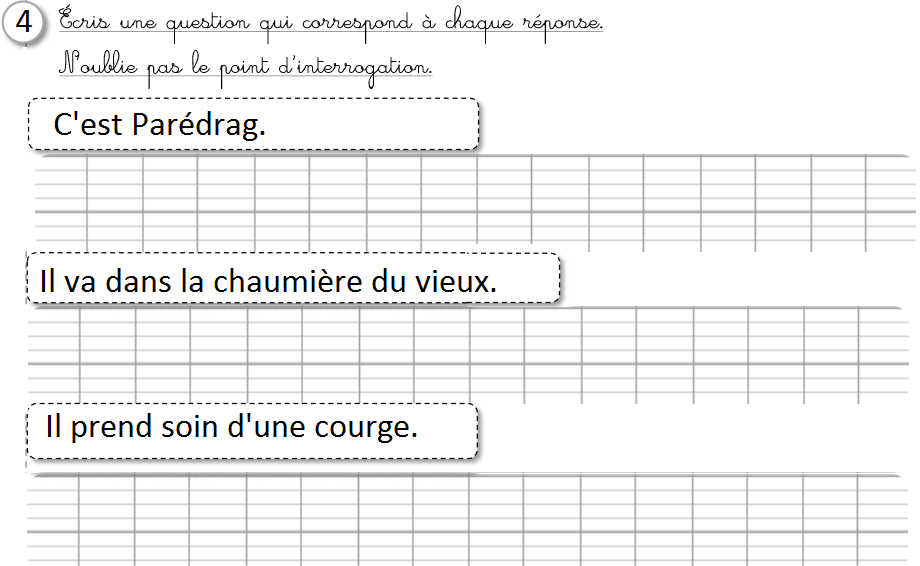 4
Écris une question qui correspond à chaque réponse.
N'oublie pas le point d'interrogation.
C'est Parédrag.
Il va dans la chaumière du vieux.
Il prend soin d'une courge.